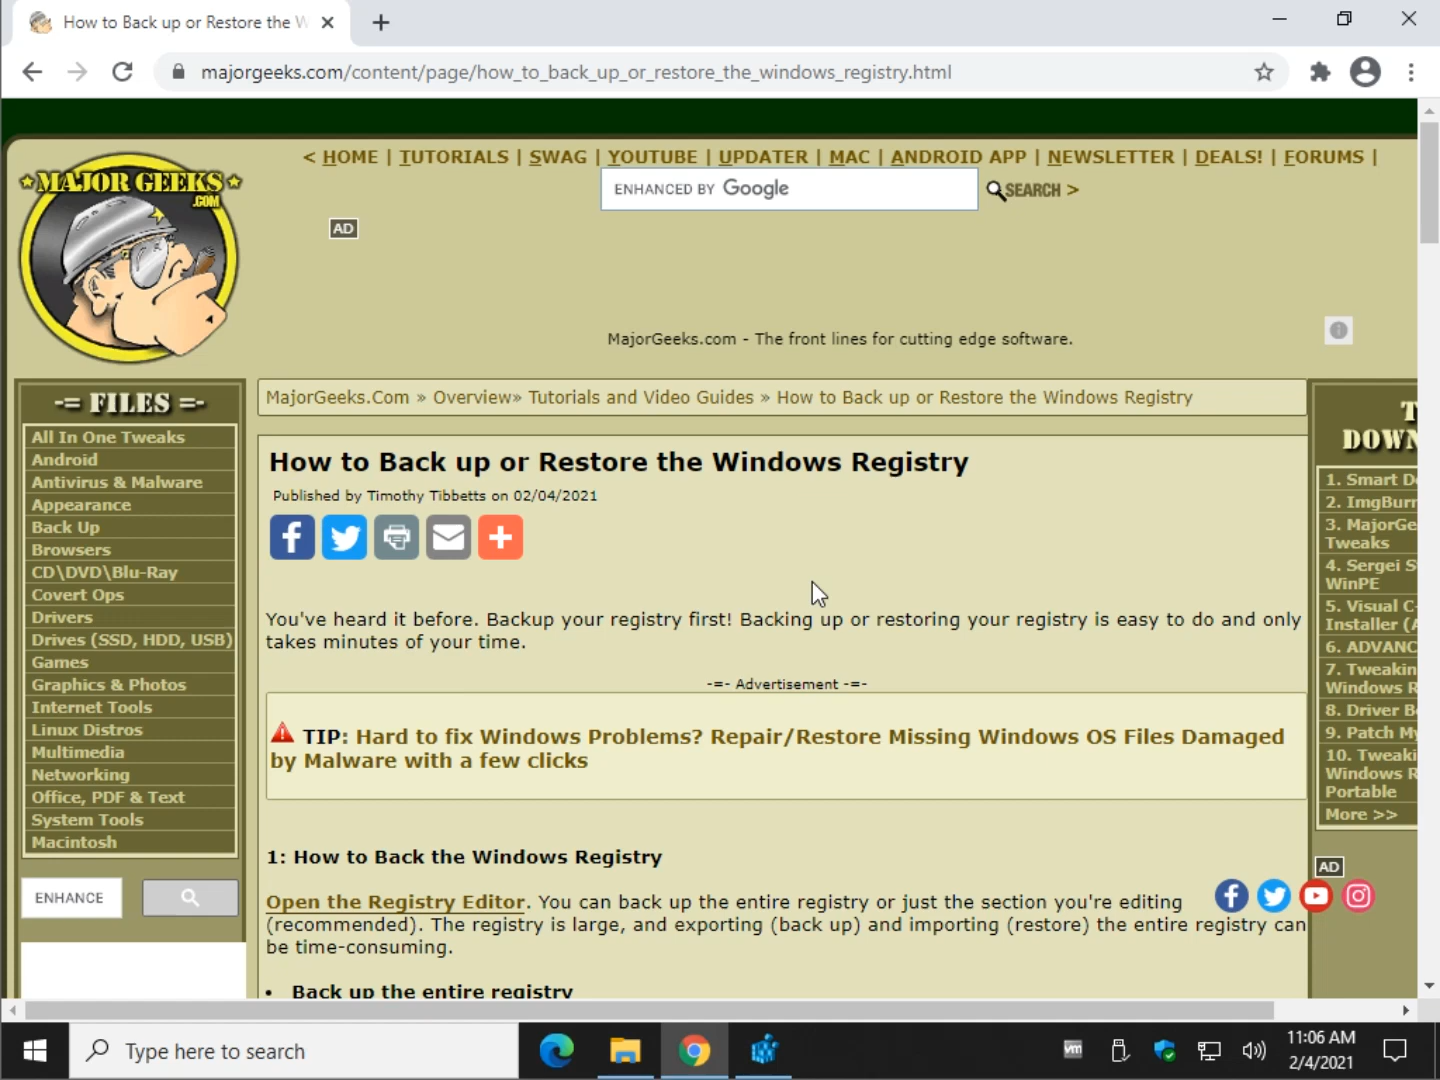 How to Back up or Restore the W
majorgeeks.com/content/page/how_to_back_up_or_restore_the_windows_registry.html
MAJOR GEEKS
.COM
< HOME | TUTORIALS | SWAG | YOUTUBE | UPDATER | MAC | ANDROID APP | NEWSLETTER | DEALS! | FORUMS |
ENHANCED BY Google
SEARCH >
AD
MajorGeeks.com - The front lines for cutting edge software.
-= FILES =-
All In One Tweaks
Android
Antivirus & Malware
Appearance
Back Up
Browsers
CD\DVD\Blu-Ray
Covert Ops
Drivers
Drives (SSD, HDD, USB)
Games
Graphics & Photos
Internet Tools
Linux Distros
Multimedia
Networking
Office, PDF & Text
System Tools
Macintosh
ENHANCE
MajorGeeks.Com » Overview» Tutorials and Video Guides » How to Back up or Restore the Windows Registry
How to Back up or Restore the Windows Registry
Published by Timothy Tibbetts on 02/04/2021
You've heard it before. Backup your registry first! Backing up or restoring your registry is easy to do and only
takes minutes of your time.
-=- Advertisement -=-
TIP: Hard to fix Windows Problems? Repair/Restore Missing Windows OS Files Damaged
by Malware with a few clicks
1: How to Back the Windows Registry
Open the Registry Editor. You can back up the entire registry or just the section you're editing
(recommended). The registry is large, and exporting (back up) and importing (restore) the entire registry can
be time-consuming.
• Back up the entire registry
T
DOWN
1. Smart D
2. ImgBurn
3. MajorGe
Tweaks
4. Sergei S
WinPE
5. Visual C
Installer (A
6. ADVANC
7. Tweakin
Windows R
8. Driver B
9. Patch My
10. Tweaki
Windows R
Portable
More >>
AD
Type here to search
vm
11:06 AM
2/4/2021